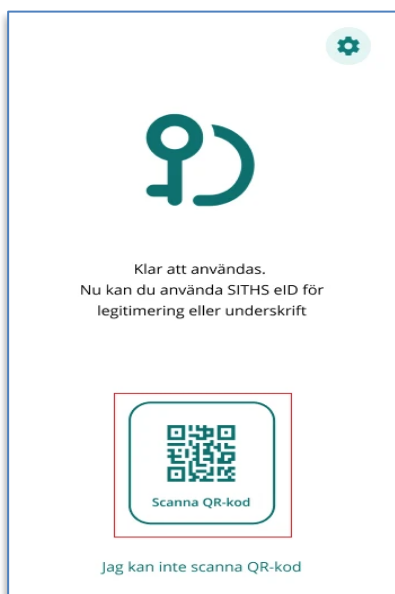 Klar att användas.
Nu kan du använda SITHS eID för
legitimering eller underskrift
Scanna QR-kod
Jag kan inte scanna QR-kod